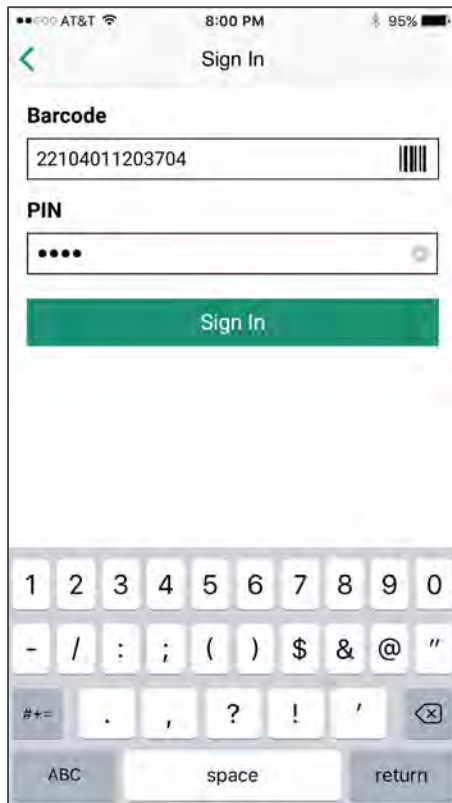 AT&T 8:00 PM 95%
Sign In
Barcode
22104011203704
PIN
••••
Sign In
1 2 3 4 5 6 7 8 9 0
- / : ; ( ) $ & @ "
#+= . , ? ! '
ABC space return